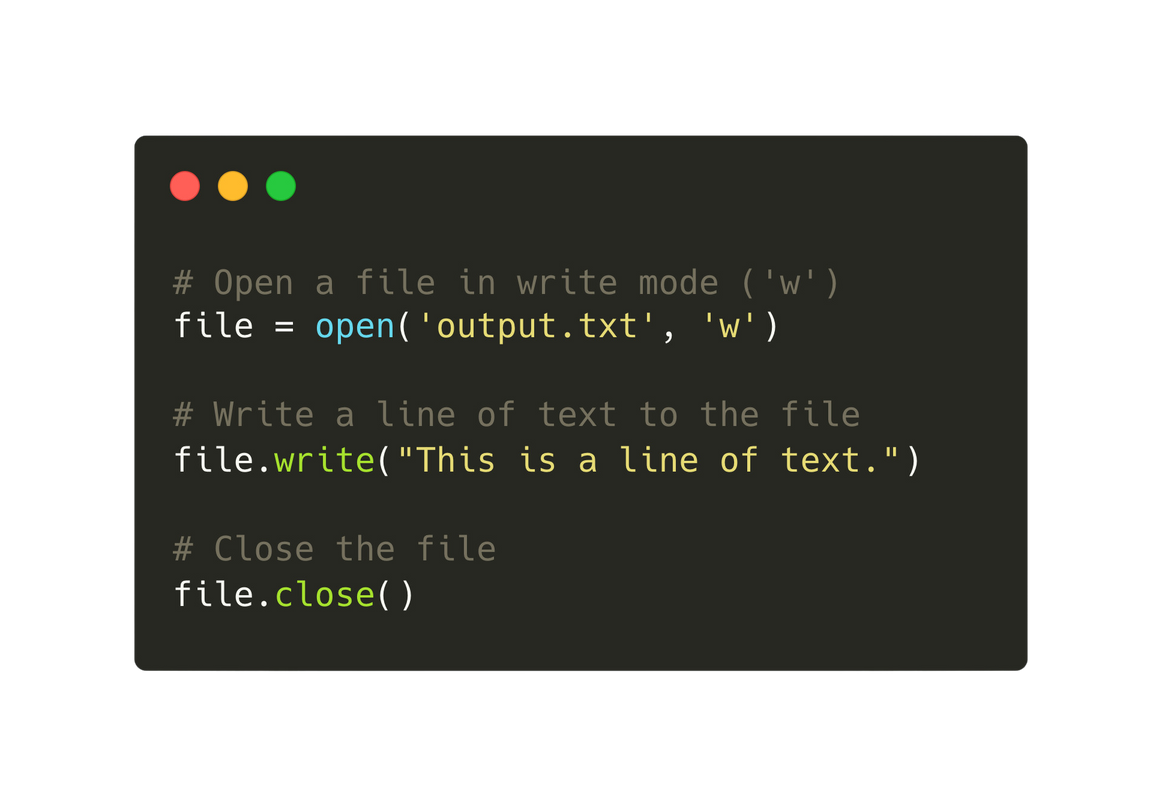 # Open a file in write mode ('w')
file = open('output.txt', 'w')
# Write a line of text to the file
file.write("This is a line of text.")
# Close the file
file.close()